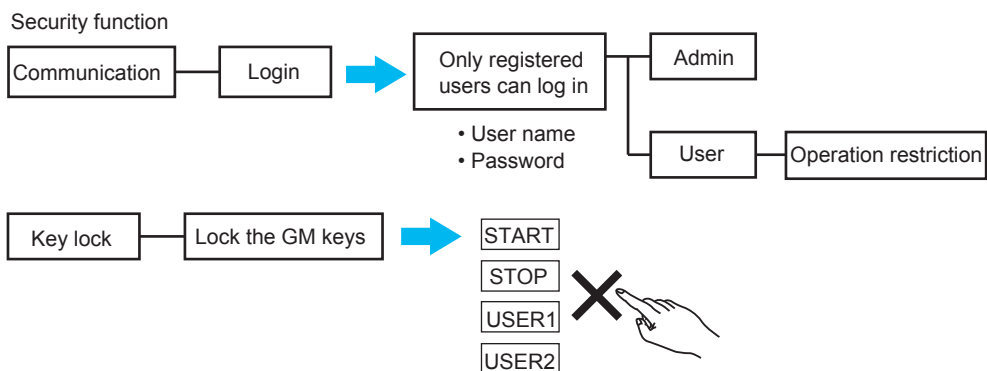 Security function
Communication
Login
Only registered
users can log in
• User name
• Password
Admin
User
Operation restriction
Key lock
Lock the GM keys
START
STOP
USER1
USER2